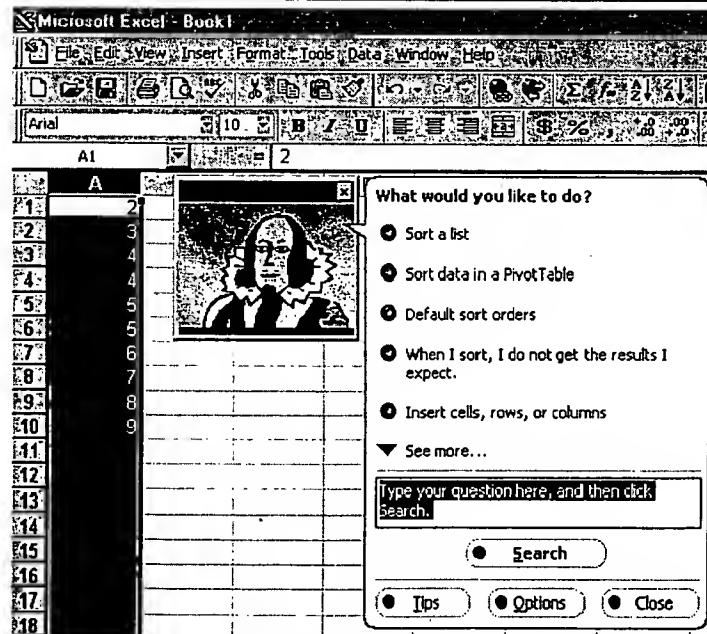 Microsoft Excel - Book1
File Edit View Insert Format Tools Data Window Help
Arial 10 B I U $ % ,
A1 = 2
A
1 2
2 3
3 4
4 4
5 5
6 5
7 6
8 7
9 8
10 9
11
12
13
14
15
16
17
18
What would you like to do?
Sort a list
Sort data in a PivotTable
Default sort orders
When I sort, I do not get the results I
expect.
Insert cells, rows, or columns
See more...
Type your question here, and then click
Search.
Search
Tips Options Close